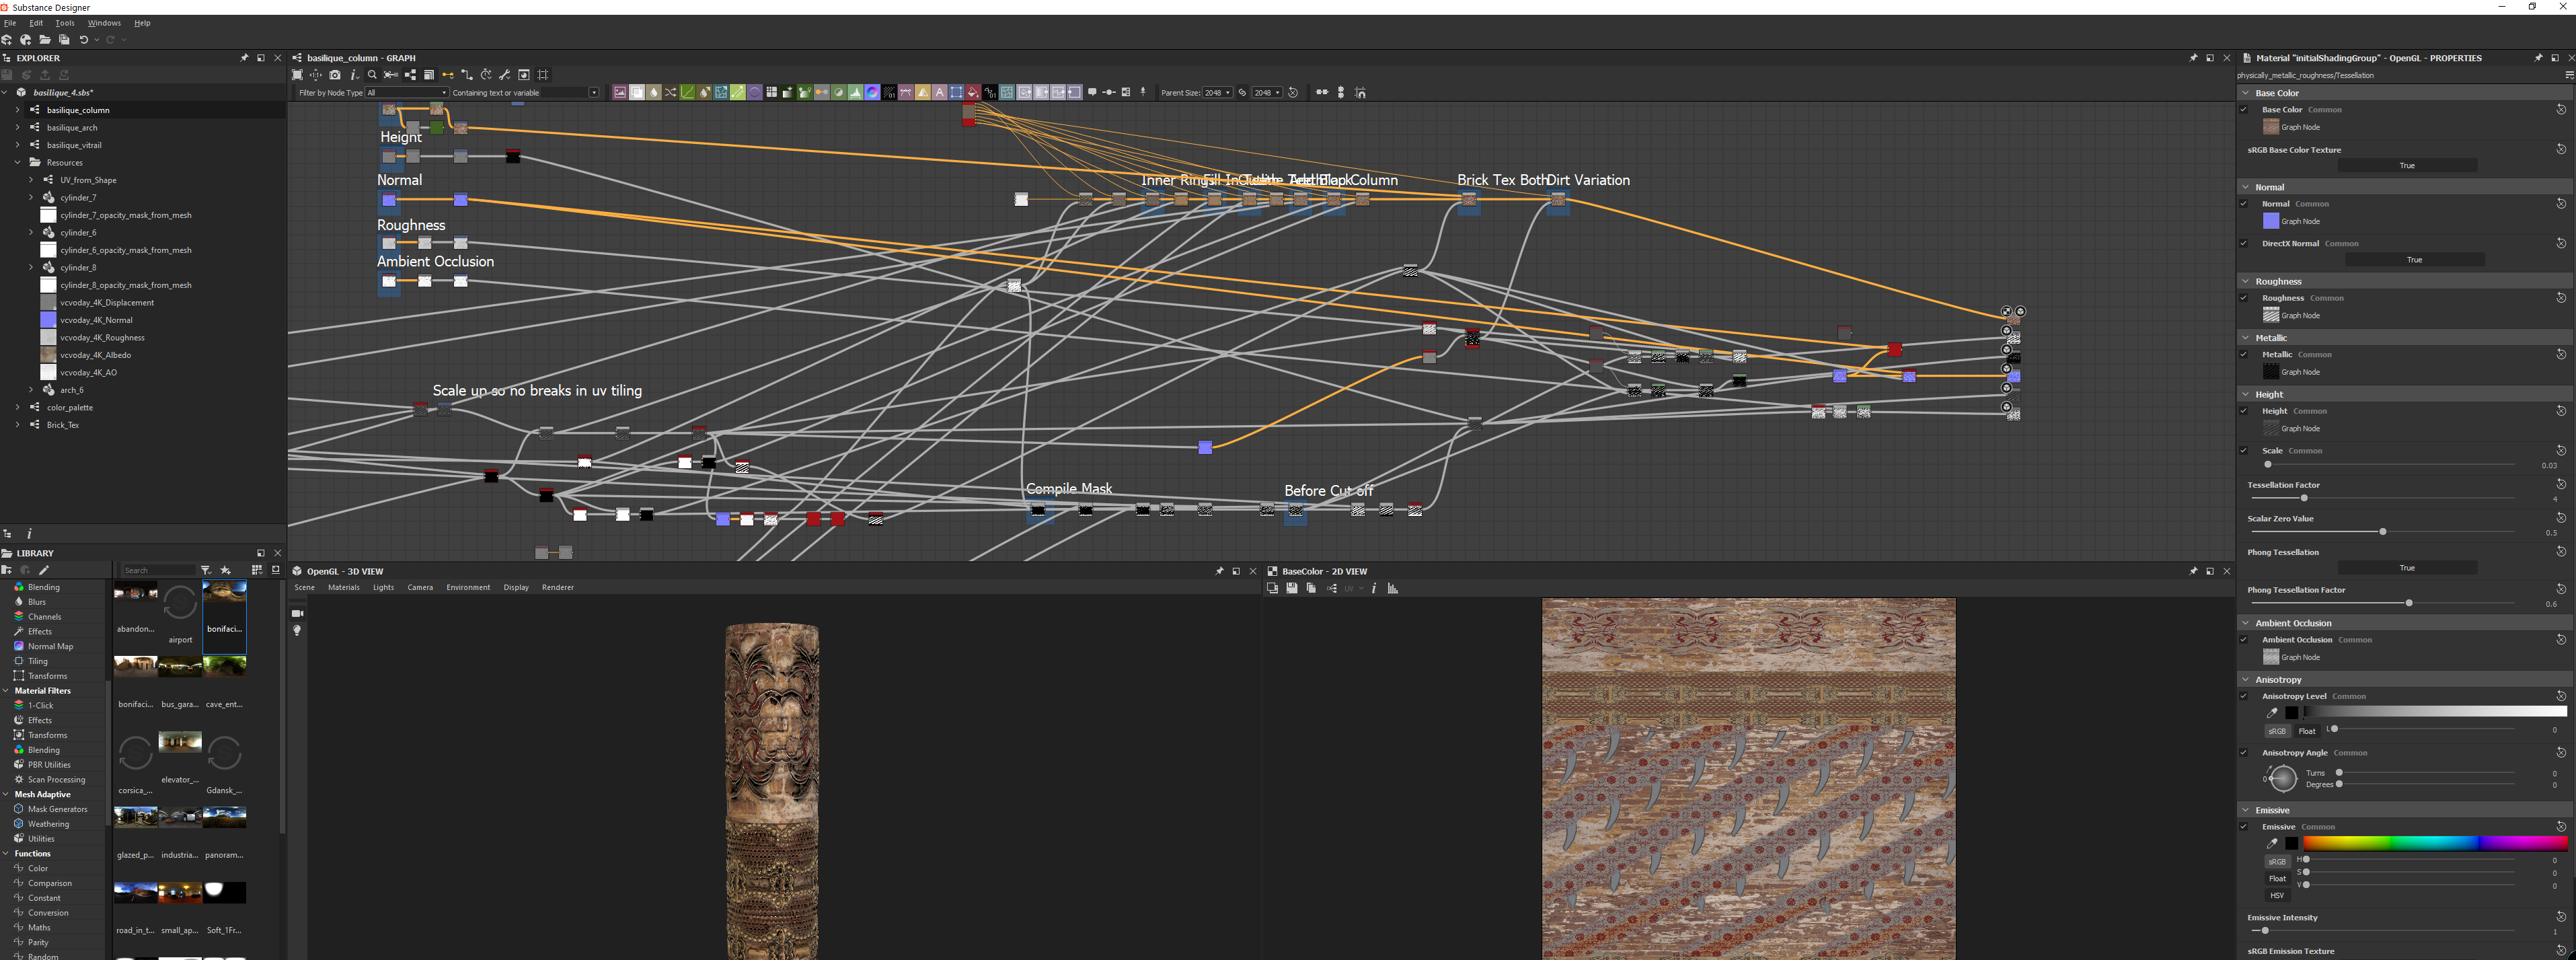 Substance Designer
File Edit Tools Windows Help
EXPLORER
basilique_4.sbs*
basilique_column
basilique_arch
basilique_vitrail
Resources
UV_from_Shape
cylinder_7
cylinder_7_opacity_mask_from_mesh
cylinder_6
cylinder_6_opacity_mask_from_mesh
cylinder_8
cylinder_8_opacity_mask_from_mesh
vcvoday_4K_Displacement
vcvoday_4K_Normal
vcvoday_4K_Roughness
vcvoday_4K_Albedo
vcvoday_4K_AO
arch_6
color_palette
Brick_Tex
LIBRARY
Search
Blending
Blurs
Channels
Effects
Normal Map
Tiling
Transforms
Material Filters
1-Click
Effects
Transforms
Blending
PBR Utilities
Scan Processing
Mesh Adaptive
Mask Generators
Weathering
Utilities
Functions
Color
Comparison
Constant
Conversion
Maths
Parity
Random
abandon... airport bonifaci...
bonifaci... bus_gara... cave_ent...
corsica_... elevator_... Gdansk_...
glazed_p... industria... panoram...
road_in_t... small_ap... Soft_1Fr...
basilique_column - GRAPH
Filter by Node Type All Containing text or variable Parent Size: 2048 2048
Height
Normal
Roughness
Ambient Occlusion
Inner Rings
Column
Brick Tex Both
Dirt Variation
Scale up so no breaks in uv tiling
Compile Mask
Before Cut off
OpenGL - 3D VIEW
Scene Materials Lights Camera Environment Display Renderer
BaseColor - 2D VIEW
UV
Material "initialShadingGroup" - OpenGL - PROPERTIES
physically_metallic_roughness/Tessellation
Base Color
Base Color Common
Graph Node
sRGB Base Color Texture
True
Normal
Normal Common
Graph Node
DirectX Normal Common
True
Roughness
Roughness Common
Graph Node
Metallic
Metallic Common
Graph Node
Height
Height Common
Graph Node
Scale Common
0.03
Tessellation Factor
4
Scalar Zero Value
0.5
Phong Tessellation
True
Phong Tessellation Factor
0.6
Ambient Occlusion
Ambient Occlusion Common
Graph Node
Anisotropy
Anisotropy Level Common
sRGB Float L 0
Anisotropy Angle Common
0 Turns 0
Degrees 0
Emissive
Emissive Common
sRGB H 0
Float S 0
V 0
HSV
Emissive Intensity
1
sRGB Emission Texture